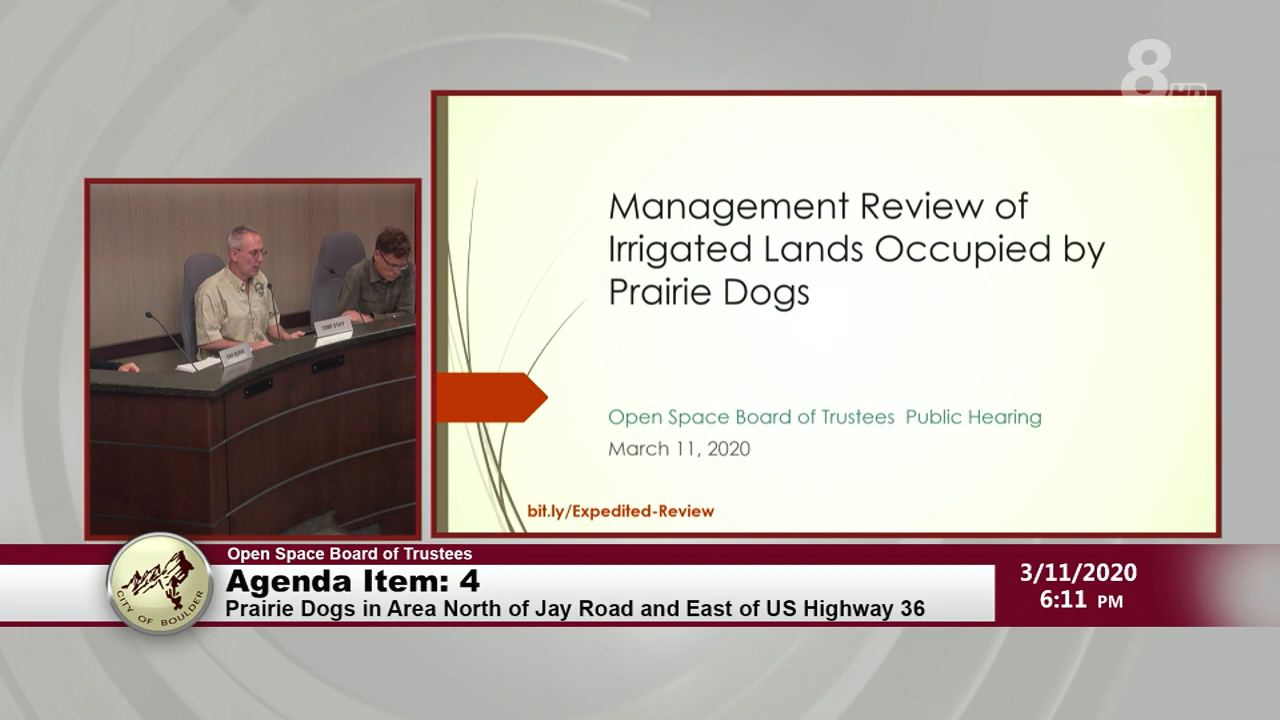 8
HD
Management Review of
Irrigated Lands Occupied by
Prairie Dogs
Open Space Board of Trustees Public Hearing
March 11, 2020
bit.ly/Expedited-Review
Open Space Board of Trustees
Agenda Item: 4
Prairie Dogs in Area North of Jay Road and East of US Highway 36
CITY OF BOULDER
3/11/2020
6:11 PM